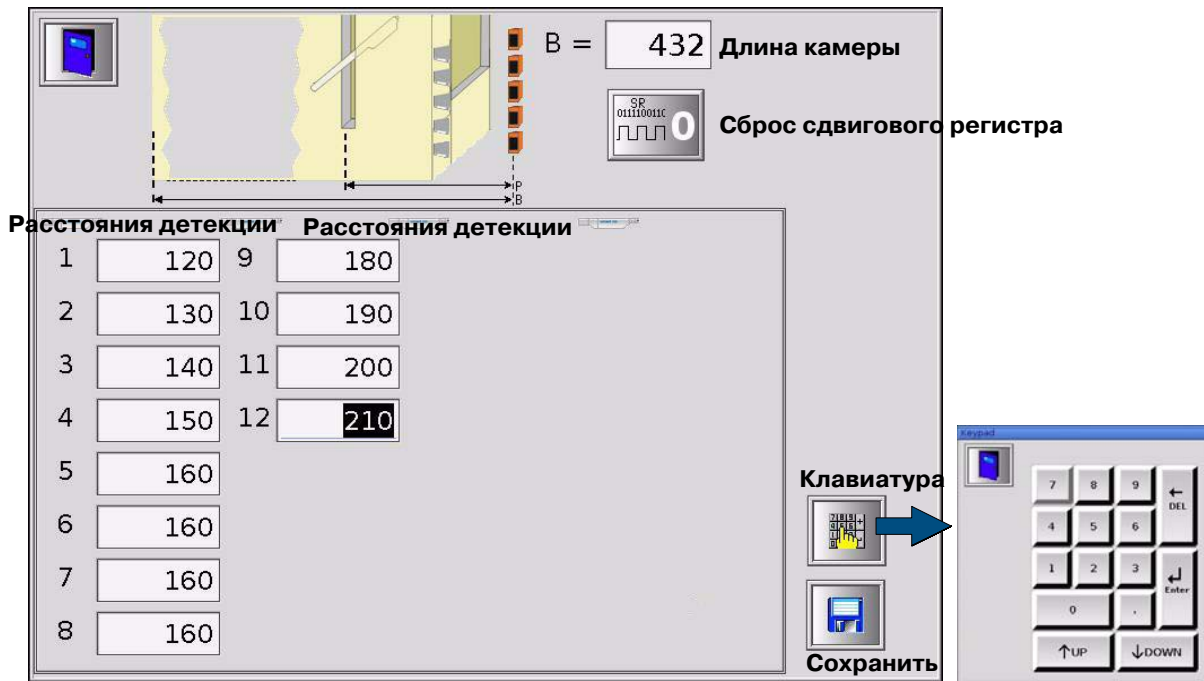 B = 432 Длина камеры
SR
011110011C
0 Сброс сдвигового регистра
P
B
Расстояния детекции Расстояния детекции
1 120 9 180
2 130 10 190
3 140 11 200
4 150 12 210
5 160
6 160
7 160
8 160
Клавиатура
Сохранить
Keypad
7 8 9 ← DEL
4 5 6
1 2 3 Enter
0 .
↑UP ↓DOWN